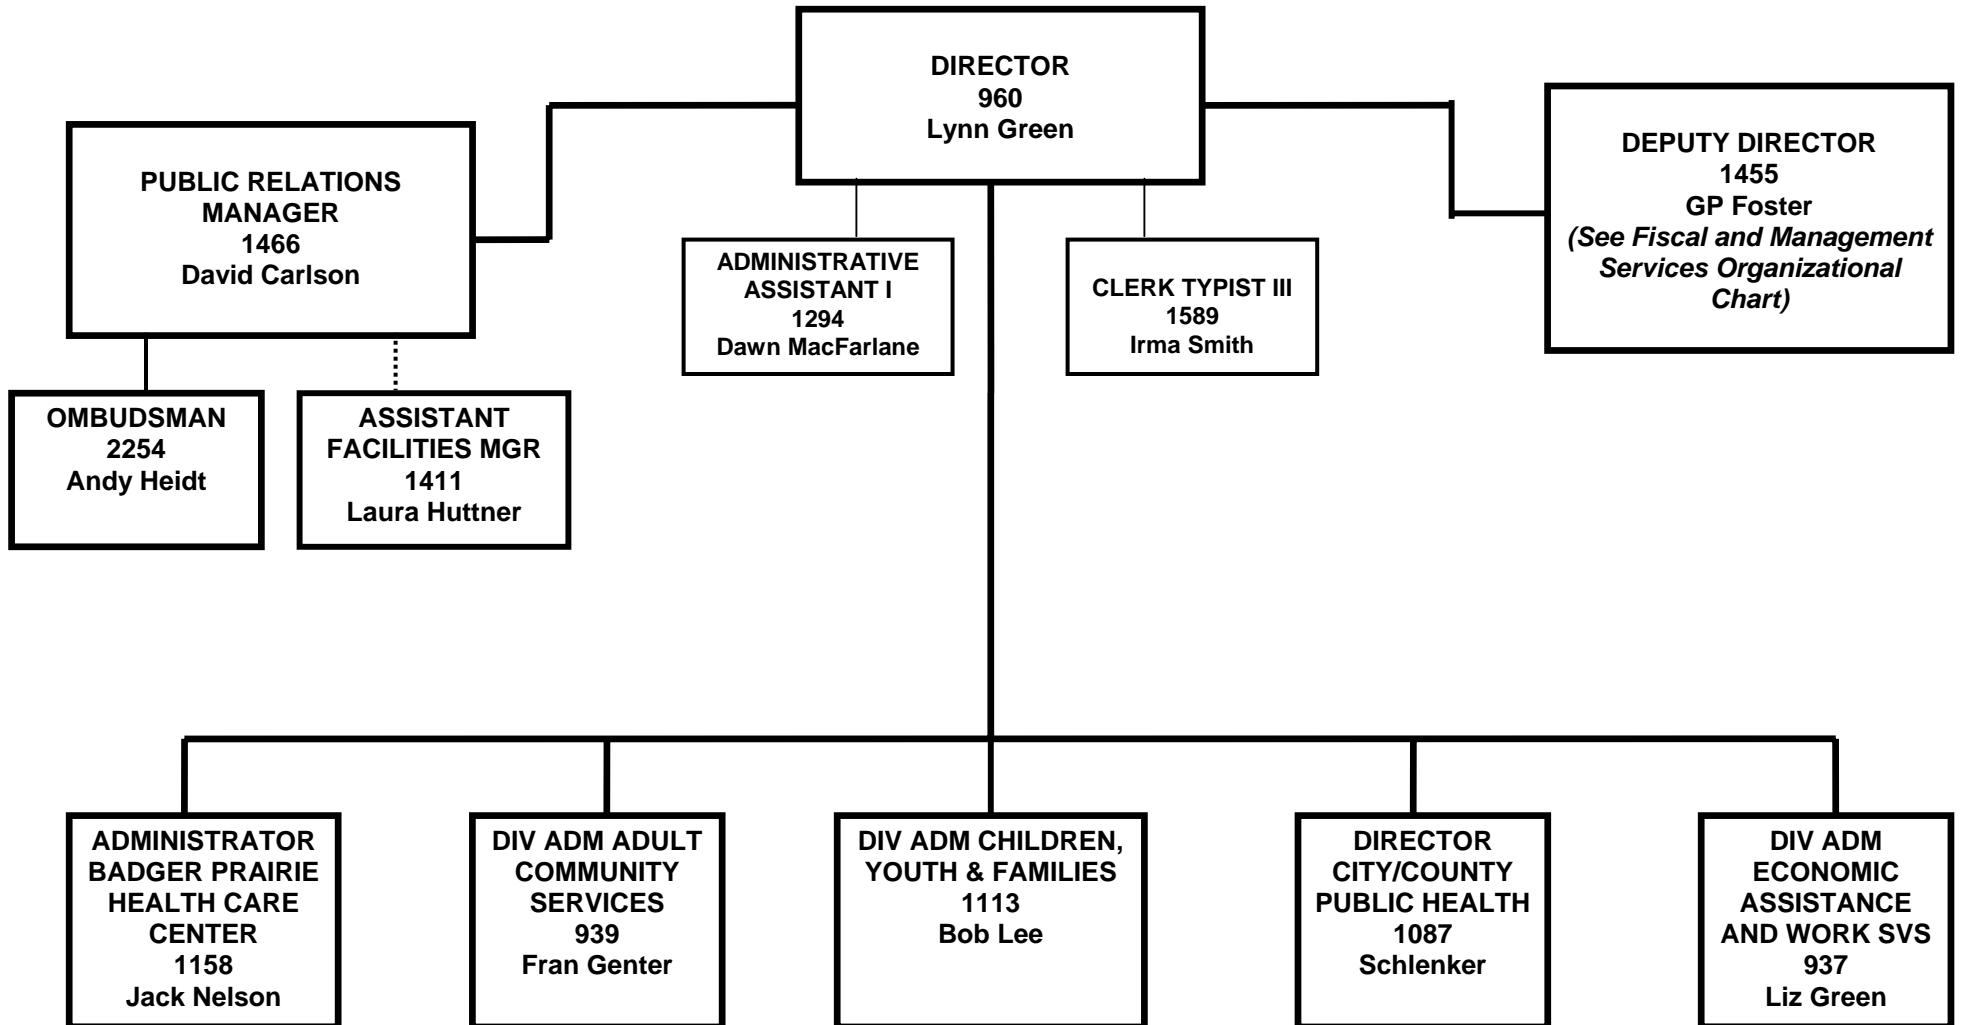 DIRECTOR
960
Lynn Green
PUBLIC RELATIONS
MANAGER
1466
David Carlson
DEPUTY DIRECTOR
1455
GP Foster
(See Fiscal and Management
Services Organizational
Chart)
ADMINISTRATIVE
ASSISTANT I
1294
Dawn MacFarlane
CLERK TYPIST III
1589
Irma Smith
OMBUDSMAN
2254
Andy Heidt
ASSISTANT
FACILITIES MGR
1411
Laura Huttner
ADMINISTRATOR
BADGER PRAIRIE
HEALTH CARE
CENTER
1158
Jack Nelson
DIV ADM ADULT
COMMUNITY
SERVICES
939
Fran Genter
DIV ADM CHILDREN,
YOUTH & FAMILIES
1113
Bob Lee
DIRECTOR
CITY/COUNTY
PUBLIC HEALTH
1087
Schlenker
DIV ADM
ECONOMIC
ASSISTANCE
AND WORK SVS
937
Liz Green